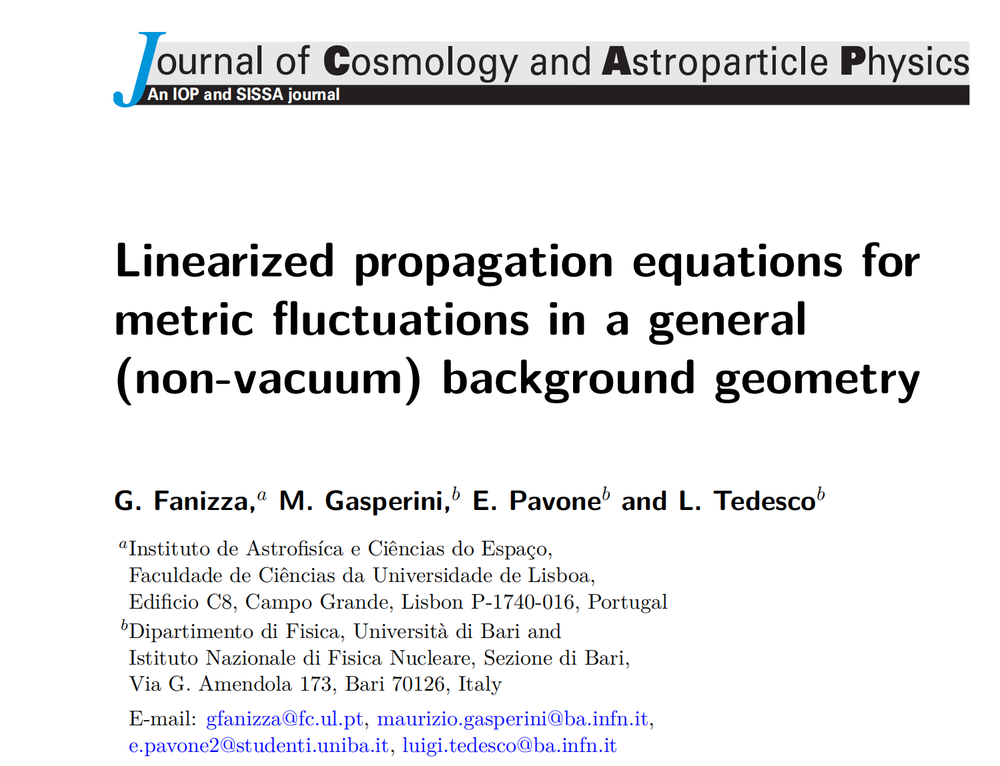 Journal of Cosmology and Astroparticle Physics
An IOP and SISSA journal
Linearized propagation equations for
metric fluctuations in a general
(non-vacuum) background geometry
G. Fanizza,a M. Gasperini,b E. Pavoneb and L. Tedescob
aInstituto de Astrofisíca e Ciências do Espaço,
Faculdade de Ciências da Universidade de Lisboa,
Edificio C8, Campo Grande, Lisbon P-1740-016, Portugal
bDipartimento di Fisica, Università di Bari and
Istituto Nazionale di Fisica Nucleare, Sezione di Bari,
Via G. Amendola 173, Bari 70126, Italy
E-mail: gfanizza@fc.ul.pt, maurizio.gasperini@ba.infn.it,
e.pavone2@studenti.uniba.it, luigi.tedesco@ba.infn.it